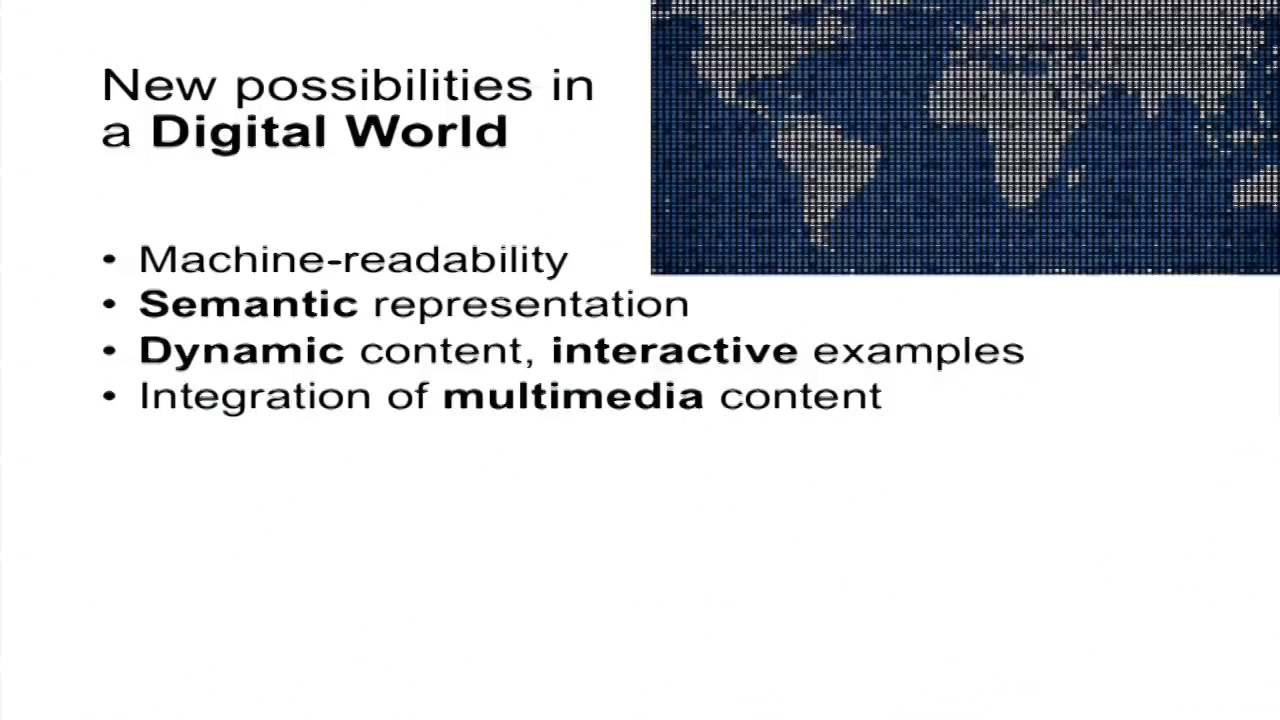 New possibilities in
a Digital World
• Machine-readability
• Semantic representation
• Dynamic content, interactive examples
• Integration of multimedia content